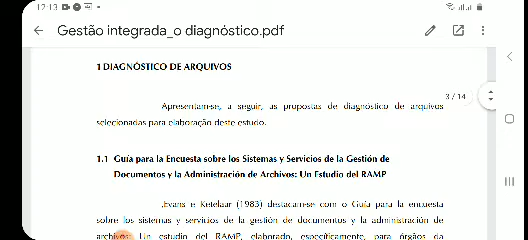 12:13
Gestão integrada_o diagnóstico.pdf
1 DIAGNÓSTICO DE ARQUIVOS
3 / 14
Apresentam-se, a seguir, as propostas de diagnóstico de arquivos
selecionadas para elaboração deste estudo.
1.1 Guía para la Encuesta sobre los Sistemas y Servicios de la Gestión de
Documentos y la Administración de Archivos: Un Estudio del RAMP
Evans e Ketelaar (1983) destacam-se com o Guía para la encuesta
sobre los sistemas y servicios de la gestión de documentos y la administración de
archivos: Un estudio del RAMP, elaborado, especificamente, para órgãos da